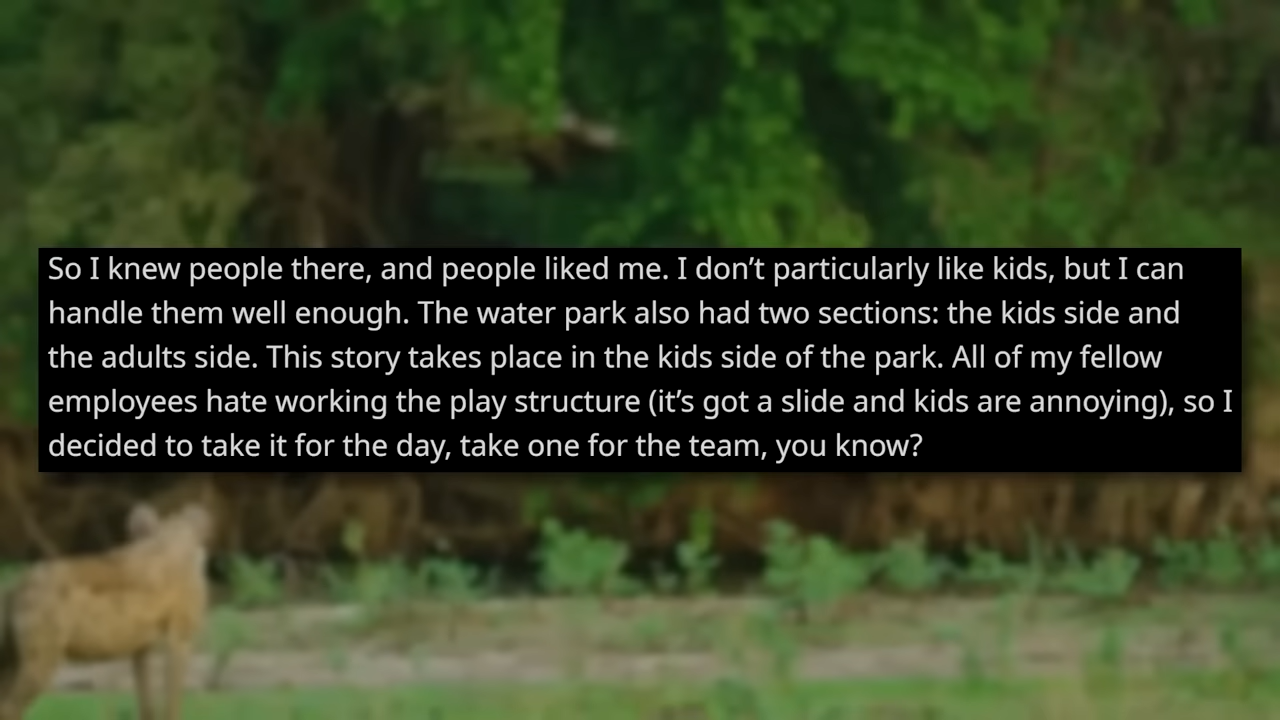 So I knew people there, and people liked me. I don’t particularly like kids, but I can
handle them well enough. The water park also had two sections: the kids side and
the adults side. This story takes place in the kids side of the park. All of my fellow
employees hate working the play structure (it’s got a slide and kids are annoying), so I
decided to take it for the day, take one for the team, you know?